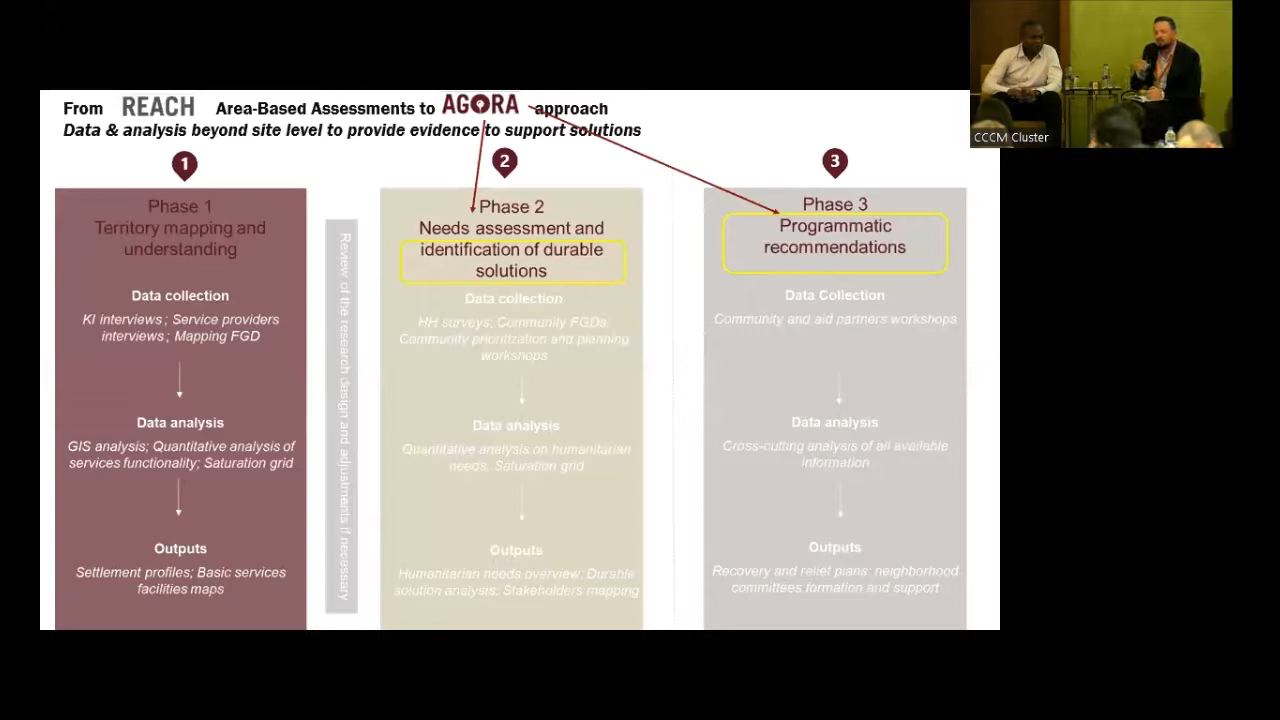 From REACH Area-Based Assessments to AGORA approach
Data & analysis beyond site level to provide evidence to support solutions
1
Phase 1
Territory mapping and
understanding
Data collection
KI interviews; Service providers
interviews; Mapping FGD
Data analysis
GIS analysis; Quantitative analysis of
services functionality; Saturation grid
Outputs
Settlement profiles; Basic services
facilities maps
Review of the research design and adjustments if necessary
2
Phase 2
Needs assessment and
identification of durable
solutions
Data collection
HH surveys; Community FGDs;
Community prioritization and planning
workshops
Data analysis
Quantitative analysis on humanitarian
needs, Saturation grid
Outputs
Humanitarian needs overview; Durable
solution analysis; Stakeholders mapping
3
Phase 3
Programmatic
recommendations
Data Collection
Community and aid partners workshops
Data analysis
Cross-cutting analysis of all available
information
Outputs
Recovery and relief plans; neighborhood
committees formation and support
CCCM Cluster